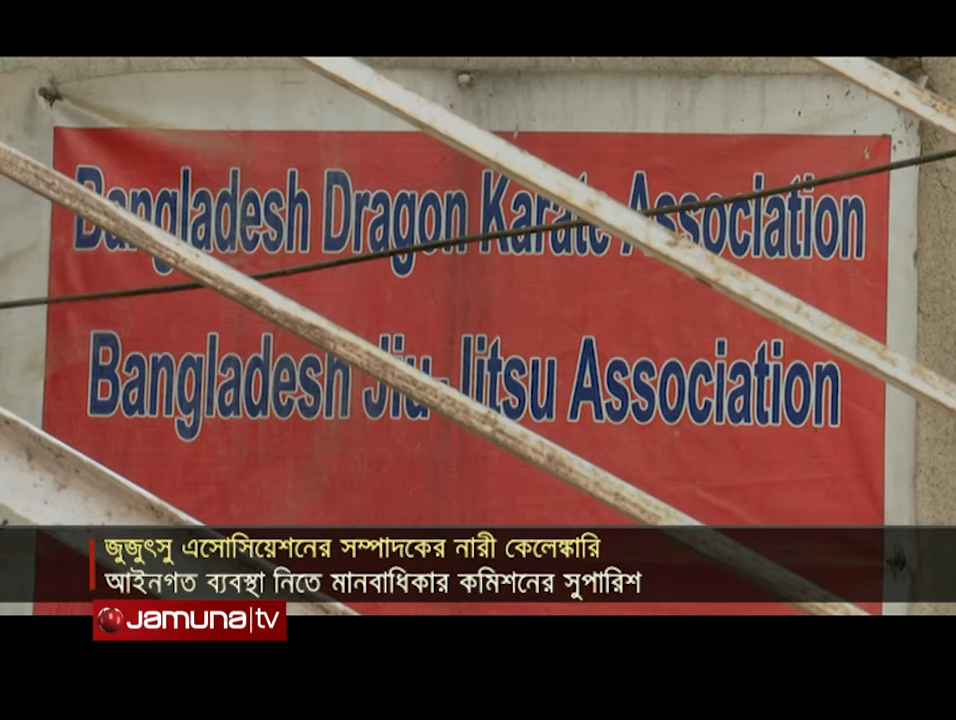 Bangladesh Dragon Karate Association
Bangladesh Jiu-Jitsu Association
জুজুৎসু এসোসিয়েশনের সম্পাদকের নারী কেলেঙ্কারি
আইনগত ব্যবস্থা নিতে মানবাধিকার কমিশনের সুপারিশ
Jamuna|tv